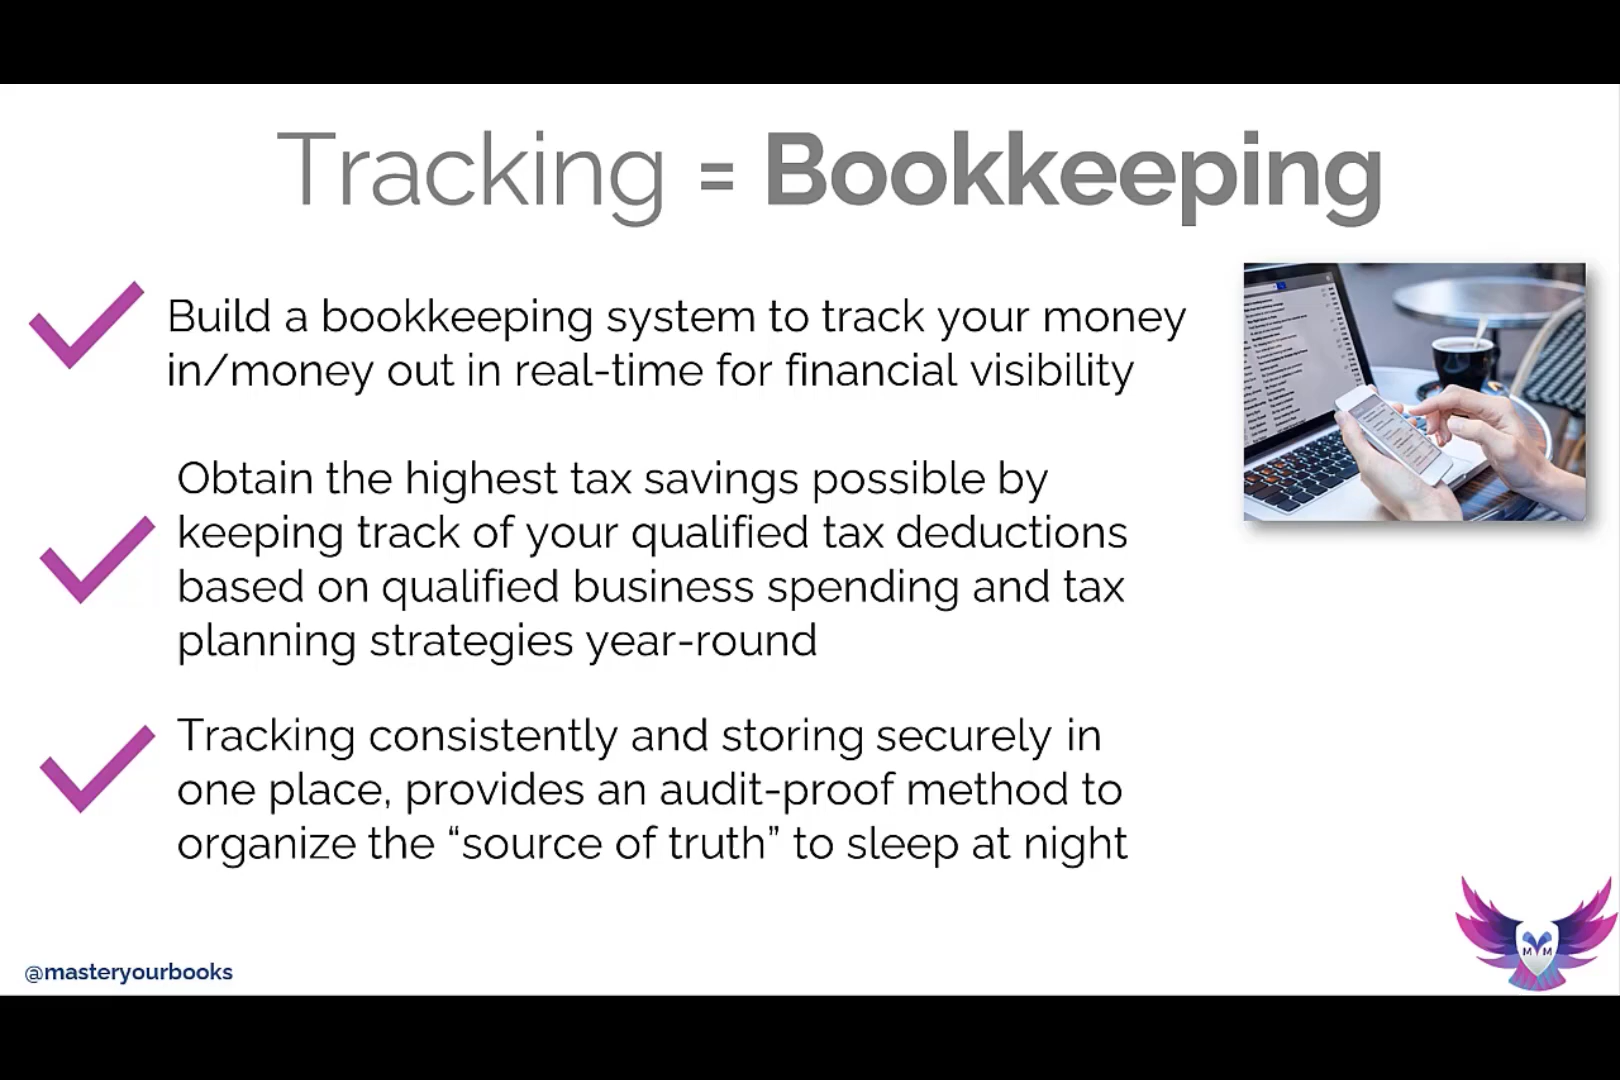 Tracking = Bookkeeping
Build a bookkeeping system to track your money
in/money out in real-time for financial visibility
Obtain the highest tax savings possible by
keeping track of your qualified tax deductions
based on qualified business spending and tax
planning strategies year-round
Tracking consistently and storing securely in
one place, provides an audit-proof method to
organize the “source of truth” to sleep at night
@masteryourbooks
MYM